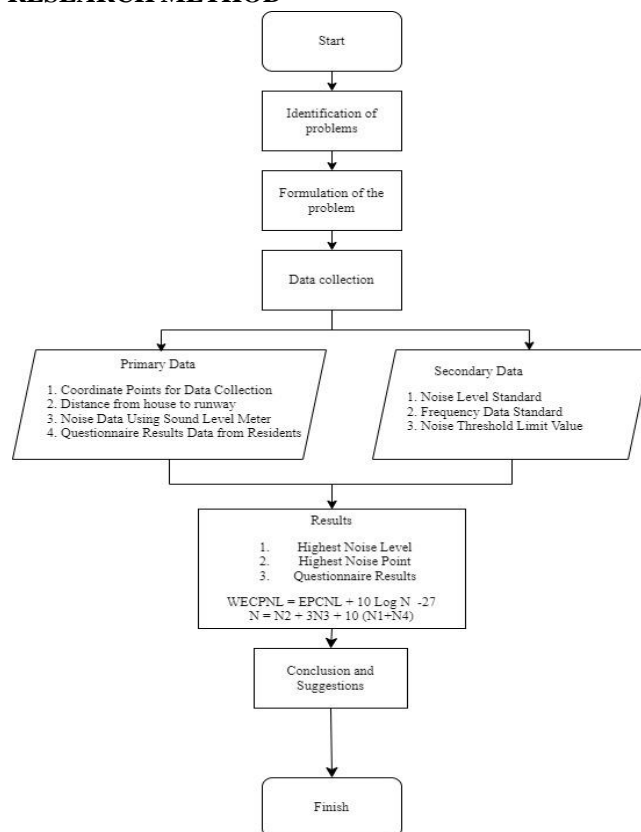 RESEARCH METHOD
Start
Identification of
problems
Formulation of the
problem
Data collection
Primary Data
1. Coordinate Points for Data Collection
2. Distance from house to runway
3. Noise Data Using Sound Level Meter
4. Questionnaire Results Data from Residents
Secondary Data
1. Noise Level Standard
2. Frequency Data Standard
3. Noise Threshold Limit Value
Results
1. Highest Noise Level
2. Highest Noise Point
3. Questionnaire Results
WECPNL = EPCNL + 10 Log N -27
N = N2 + 3N3 + 10 (N1+N4)
Conclusion and
Suggestions
Finish